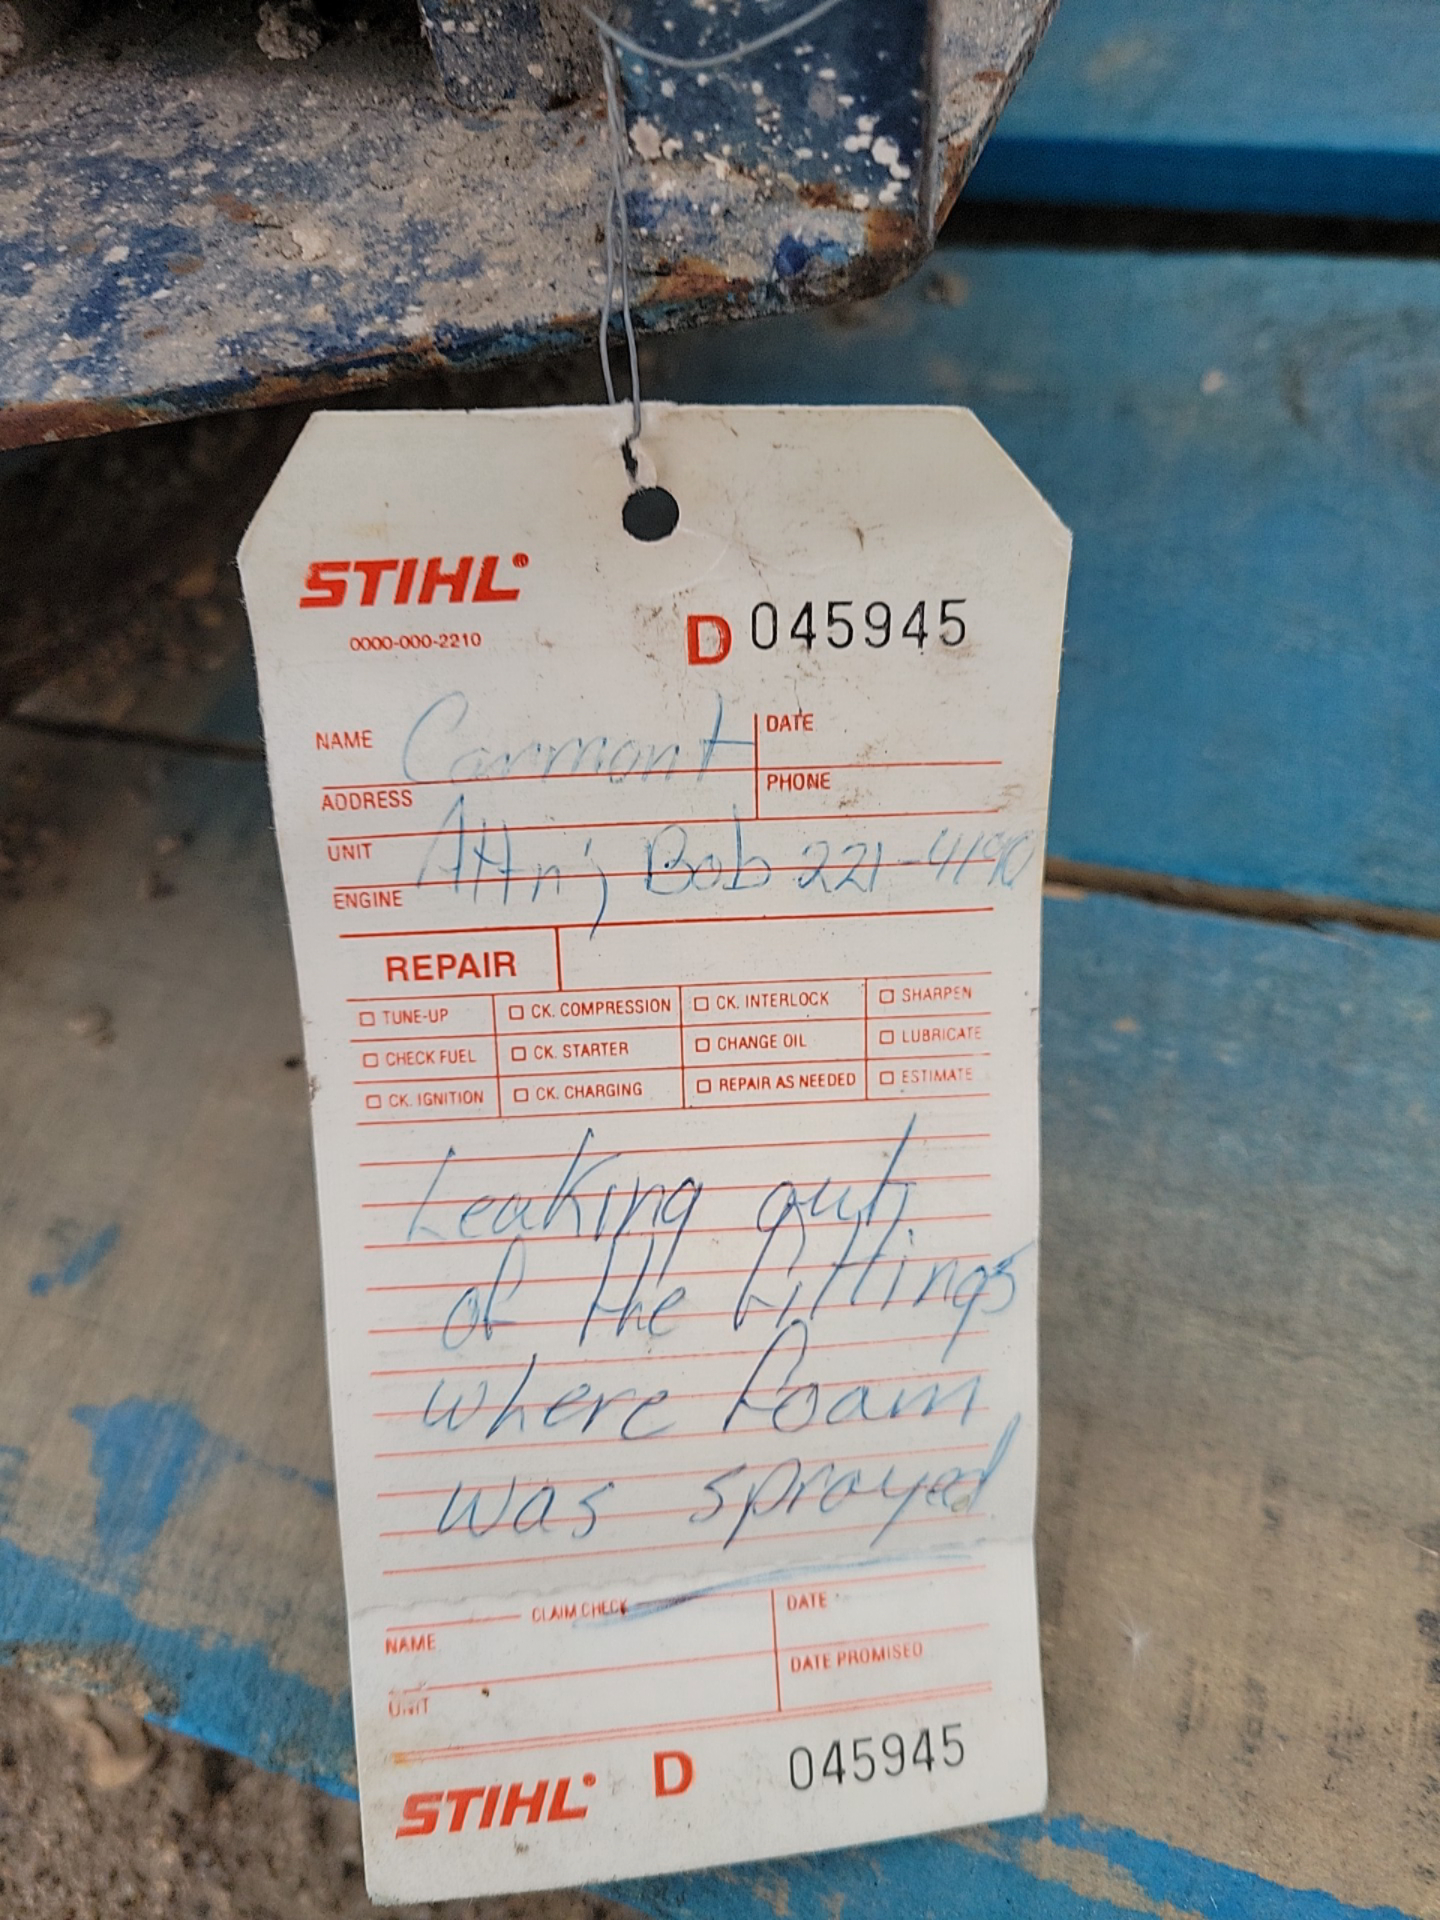 STIHL®
0000-000-2210
D 045945
NAME Carmont DATE
ADDRESS PHONE
UNIT Attn; Bob 221-4190
ENGINE
REPAIR
☐ TUNE-UP ☐ CK. COMPRESSION ☐ CK. INTERLOCK ☐ SHARPEN
☐ CHECK FUEL ☐ CK. STARTER ☐ CHANGE OIL ☐ LUBRICATE
☐ CK. IGNITION ☐ CK. CHARGING ☐ REPAIR AS NEEDED ☐ ESTIMATE
Leaking out
of the fittings
where foam
was sprayed
CLAIM CHECK
NAME DATE
UNIT DATE PROMISED
STIHL® D 045945